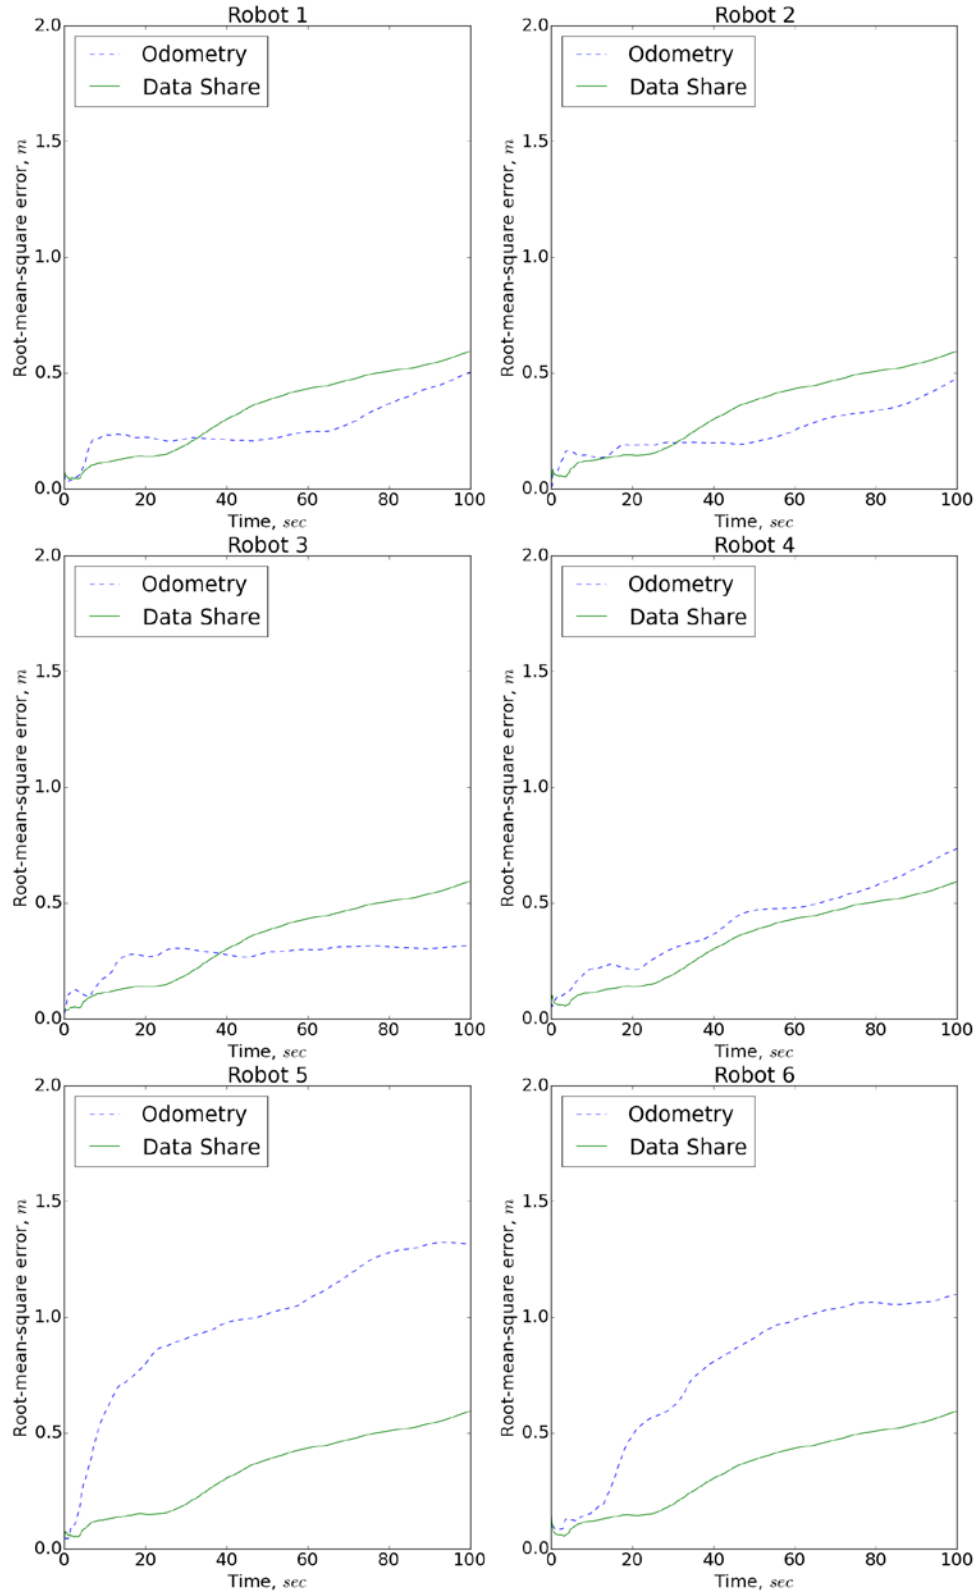 Robot 1
2.0
1.5
1.0
0.5
0.0
Root-mean-square error, m
Odometry
Data Share
0 20 40 60 80 100
Time, sec
Robot 2
2.0
1.5
1.0
0.5
0.0
Root-mean-square error, m
Odometry
Data Share
0 20 40 60 80 100
Time, sec
Robot 3
2.0
1.5
1.0
0.5
0.0
Root-mean-square error, m
Odometry
Data Share
0 20 40 60 80 100
Time, sec
Robot 4
2.0
1.5
1.0
0.5
0.0
Root-mean-square error, m
Odometry
Data Share
0 20 40 60 80 100
Time, sec
Robot 5
2.0
1.5
1.0
0.5
0.0
Root-mean-square error, m
Odometry
Data Share
0 20 40 60 80 100
Time, sec
Robot 6
2.0
1.5
1.0
0.5
0.0
Root-mean-square error, m
Odometry
Data Share
0 20 40 60 80 100
Time, sec